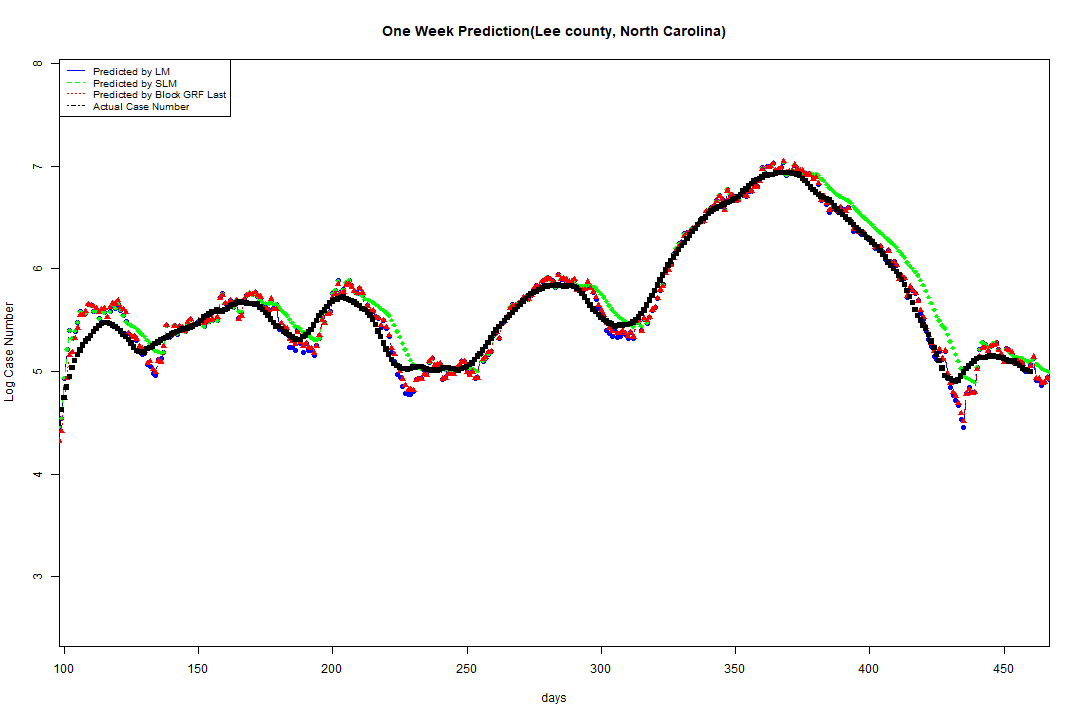 One Week Prediction(Lee county, North Carolina)
Predicted by LM
Predicted by SLM
Predicted by Block GRF Last
Actual Case Number
8
7
6
5
4
3
Log Case Number
100 150 200 250 300 350 400 450
days